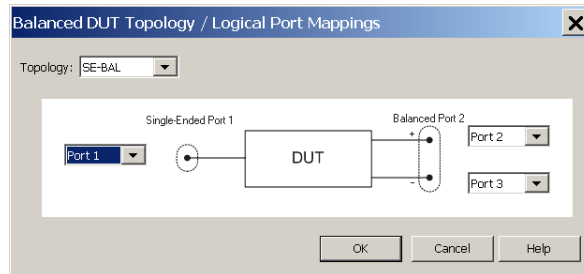 Balanced DUT Topology / Logical Port Mappings
Topology: SE-BAL
Single-Ended Port 1
Balanced Port 2
Port 1
DUT
+
Port 2
-
Port 3
OK Cancel Help